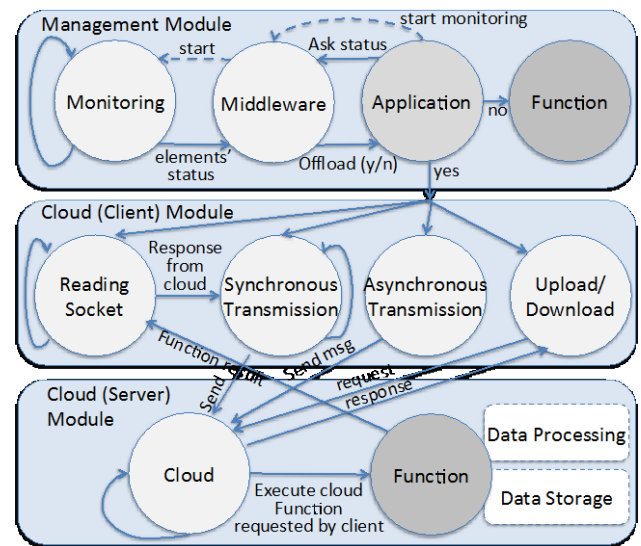 Management Module
start monitoring
start
Ask status
Monitoring
Middleware
Application
Function
no
elements'
status
Offload (y/n)
yes
Cloud (Client) Module
Response
from
cloud
Reading
Socket
Synchronous
Transmission
Asynchronous
Transmission
Upload/
Download
Function result
Send
Send msg
request
response
Cloud (Server)
Module
Cloud
Function
Execute cloud
Function
requested by client
Data Processing
Data Storage